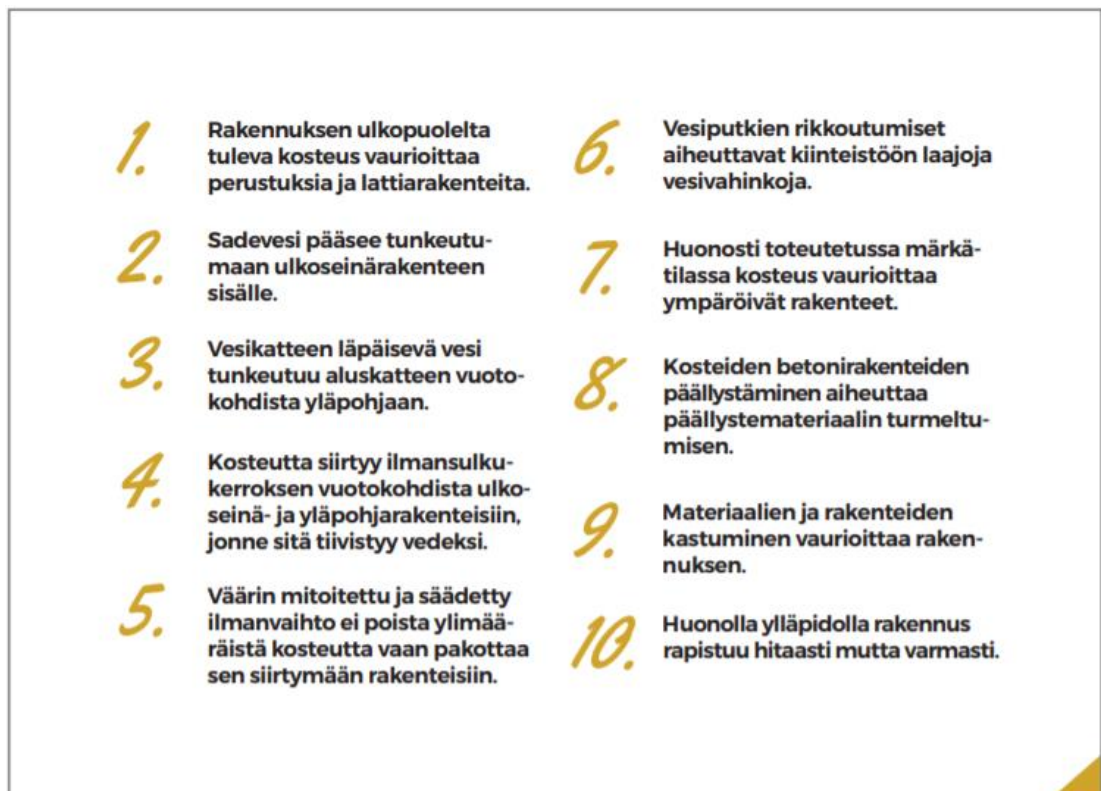 1.
Rakennuksen ulkopuolelta
tuleva kosteus vaurioittaa
perustuksia ja lattiarakenteita.
2.
Sadevesi pääsee tunkeutu-
maan ulkoseinärakenteen
sisälle.
3.
Vesikatteen läpäisevä vesi
tunkeutuu aluskatteen vuoto-
kohdista yläpohjaan.
4.
Kosteutta siirtyy ilmansulku-
kerroksen vuotokohdista ulko-
seinä- ja yläpohjarakenteisiin,
jonne sitä tiivistyy vedeksi.
5.
Väärin mitoitettu ja säädetty
ilmanvaihto ei poista ylimää-
räistä kosteutta vaan pakottaa
sen siirtymään rakenteisiin.
6.
Vesiputkien rikkoutumiset
aiheuttavat kiinteistöön laajoja
vesivahinkoja.
7.
Huonosti toteutetussa märkä-
tilassa kosteus vaurioittaa
ympäröivät rakenteet.
8.
Kosteiden betonirakenteiden
päällystäminen aiheuttaa
päällystemateriaalin turmeltu-
misen.
9.
Materiaalien ja rakenteiden
kastuminen vaurioittaa raken-
nuksen.
10.
Huonolla ylläpidolla rakennus
rapistuu hitaasti mutta varmasti.